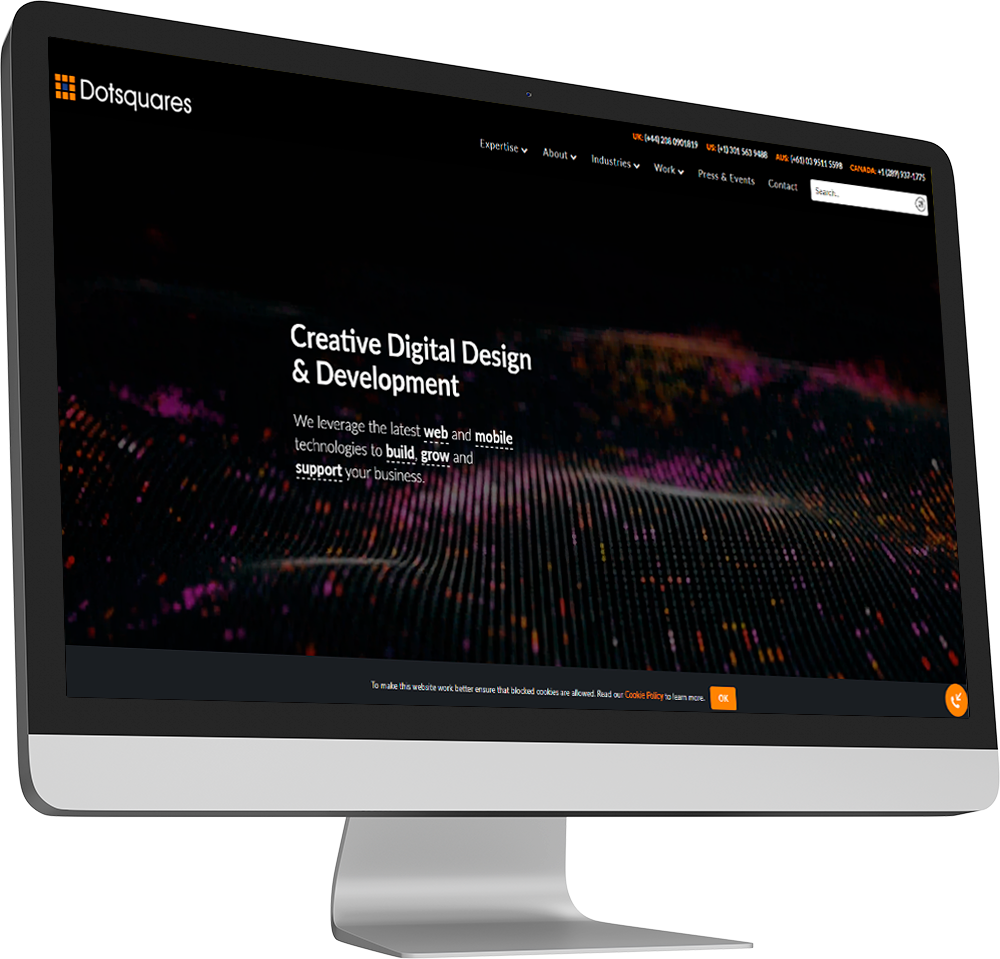 Dotsquares
UK: (+44) 208 0901819 US: (+1) 301 563 9488 AUS: (+61) 03 9511 5598 CANADA: +1 (289) 937-1775
Expertise About Industries Work Press & Events Contact Search..
Creative Digital Design
& Development
We leverage the latest web and mobile
technologies to build, grow and
support your business.
To make this website work better ensure that blocked cookies are allowed. Read our Cookie Policy to learn more. OK